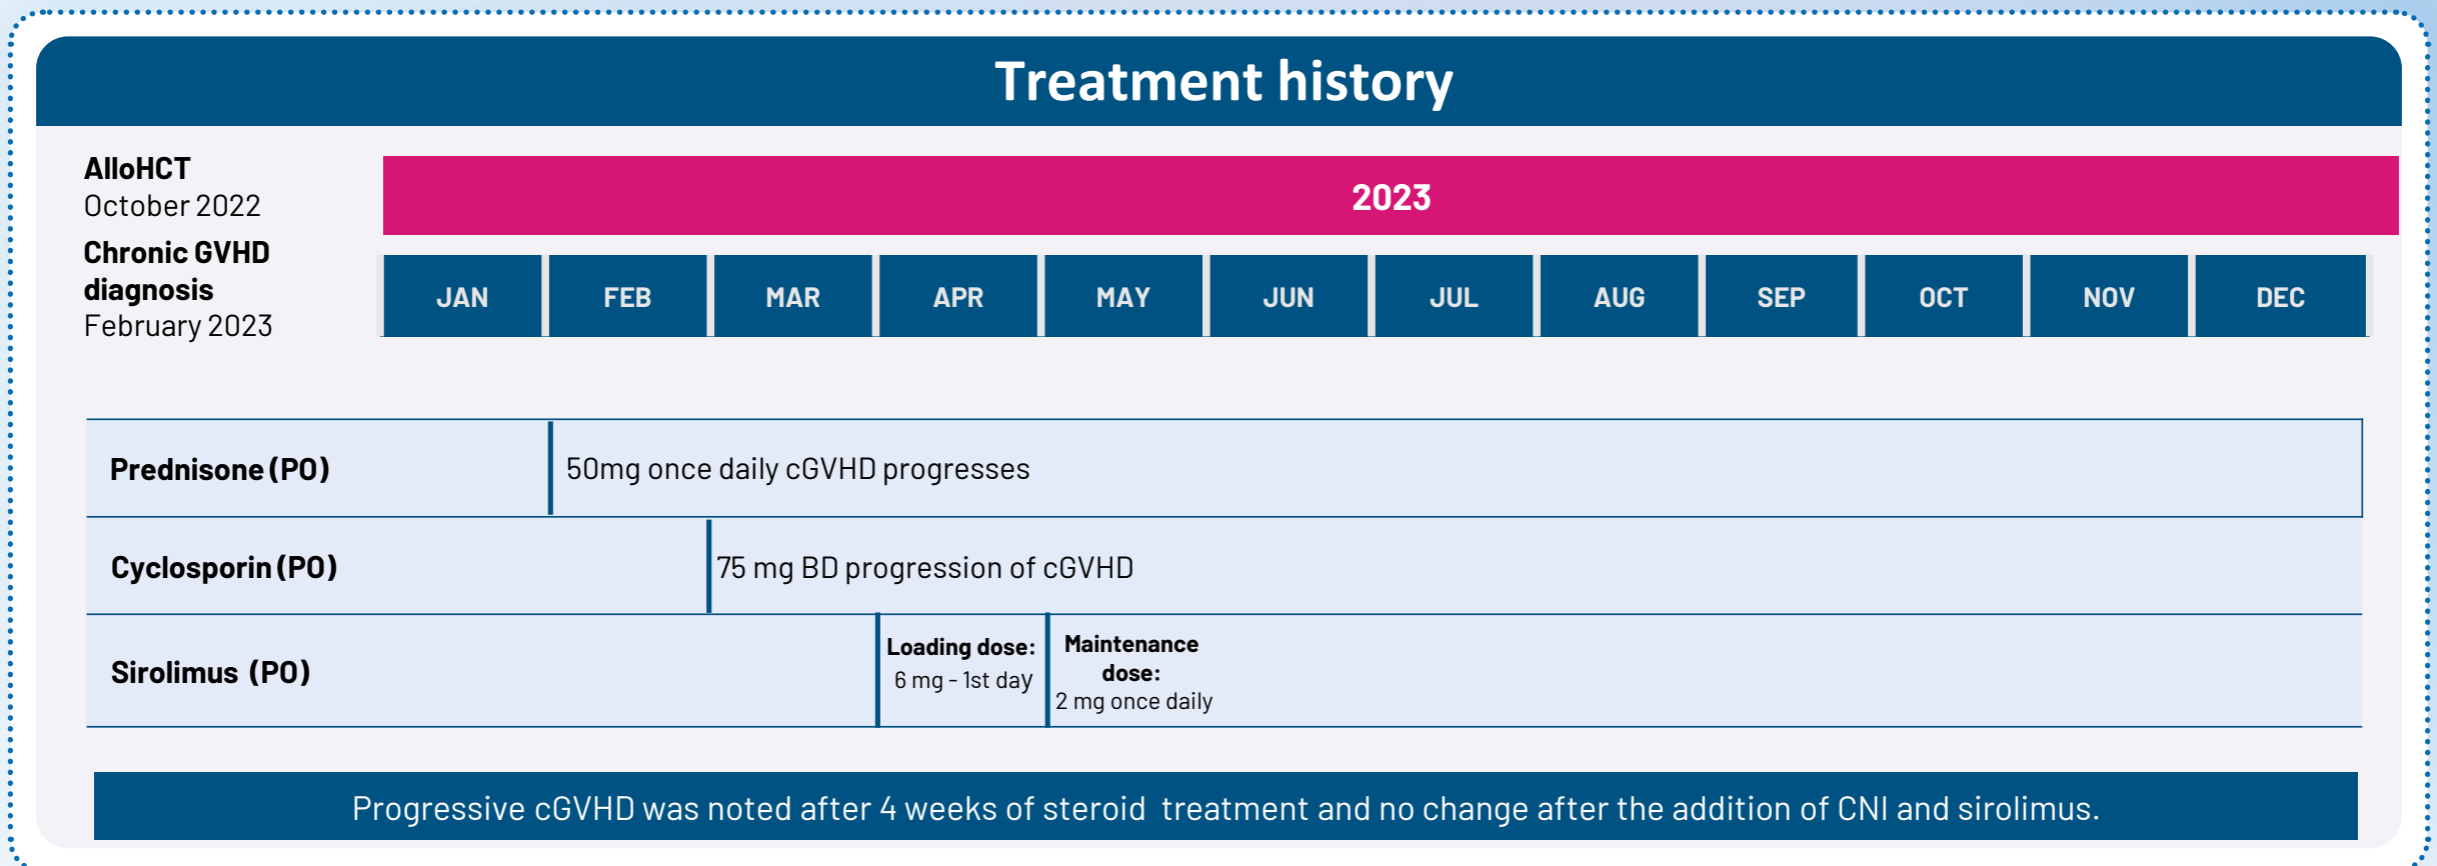 Treatment history
AlloHCT
October 2022
Chronic GVHD
diagnosis
February 2023
2023
JAN FEB MAR APR MAY JUN JUL AUG SEP OCT NOV DEC
Prednisone (PO)
50mg once daily cGVHD progresses
Cyclosporin (PO)
75 mg BD progression of cGVHD
Sirolimus (PO)
Loading dose:
6 mg - 1st day
Maintenance
dose:
2 mg once daily
Progressive cGVHD was noted after 4 weeks of steroid treatment and no change after the addition of CNI and sirolimus.